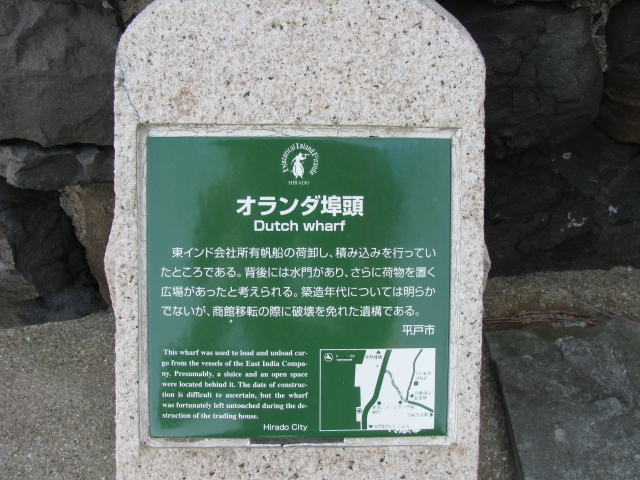 Historical Island Hirado
HIRADO
オランダ埠頭
Dutch wharf
東インド会社所有帆船の荷卸し、積み込みを行ってい
たところである。背後には水門があり、さらに荷物を置く
広場があったと考えられる。築造年代については明らか
でないが、商館移転の際に破壊を免れた遺構である。
平戸市
This wharf was used to load and unload car-
go from the vessels of the East India Compa-
ny. Presumably, a sluice and an open space
were located behind it. The date of construc-
tion is difficult to ascertain, but the wharf
was fortunately left untouched during the de-
struction of the trading house.
Hirado City